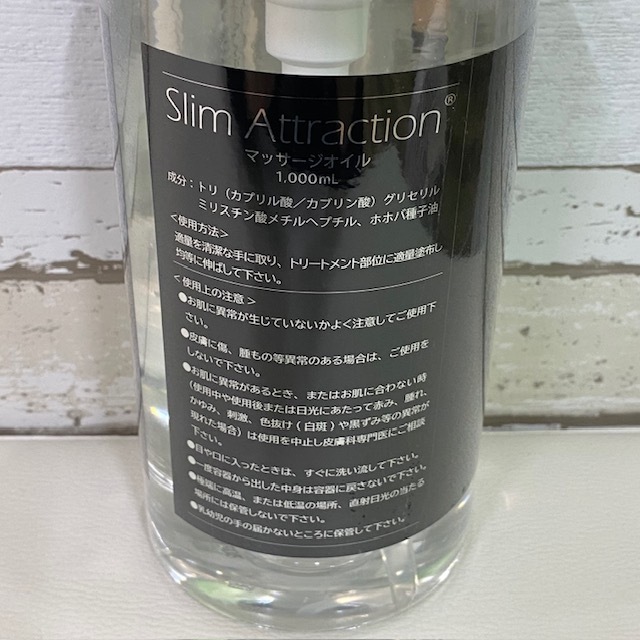 Slim Attraction®
マッサージオイル
1,000mL
成分：トリ（カプリル酸／カプリン酸）グリセリル
ミリスチン酸メチルヘプチル、ホホバ種子油
＜使用方法＞
適量を清潔な手に取り、トリートメント部位に適量塗布し
均等に伸ばして下さい。
＜使用上の注意＞
●お肌に異常が生じていないかよく注意してご使用下
さい。
●皮膚に傷、腫もの等異常のある場合は、ご使用を
しないで下さい。
●お肌に異常があるとき、またはお肌に合わない時
（使用中や使用後または日光にあたって赤み、腫れ、
かゆみ、刺激、色抜け（白斑）や黒ずみ等の異常が
現れた場合）は使用を中止し皮膚科専門医にご相談
下さい。
●目や口に入ったときは、すぐに洗い流して下さい。
●一度容器から出した中身は容器に戻さないで下さい。
●極端に高温、または低温の場所、直射日光の当たる
場所には保管しないで下さい。
●乳幼児の手の届かないところに保管して下さい。